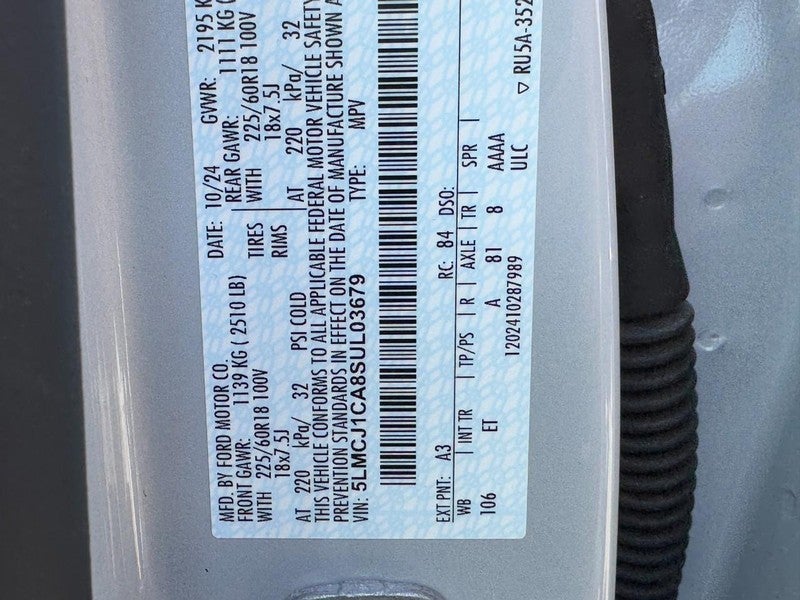 MFD. BY FORD MOTOR CO. DATE: 10/24 GVWR: 2195 K
FRONT GAWR: 1139 KG ( 2510 LB) REAR GAWR: 1111 KG (
WITH 225/60R18 100V TIRES WITH 225/60R18 100V
18x7.5J RIMS 18x7.5J
AT 220 kPa/ 32 PSI COLD AT 220 kPa/ 32
THIS VEHICLE CONFORMS TO ALL APPLICABLE FEDERAL MOTOR VEHICLE SAFETY
PREVENTION STANDARDS IN EFFECT ON THE DATE OF MANUFACTURE SHOWN A
VIN: 5LMCJ1CA8SUL03679 TYPE: MPV
EXT PNT: A3 RC: 84 DSO:
WB | INT TR | TP/PS | R | AXLE | TR | SPR
106 ET A 81 8 AAAA
1202410287989 ULC
▽ RU5A-352